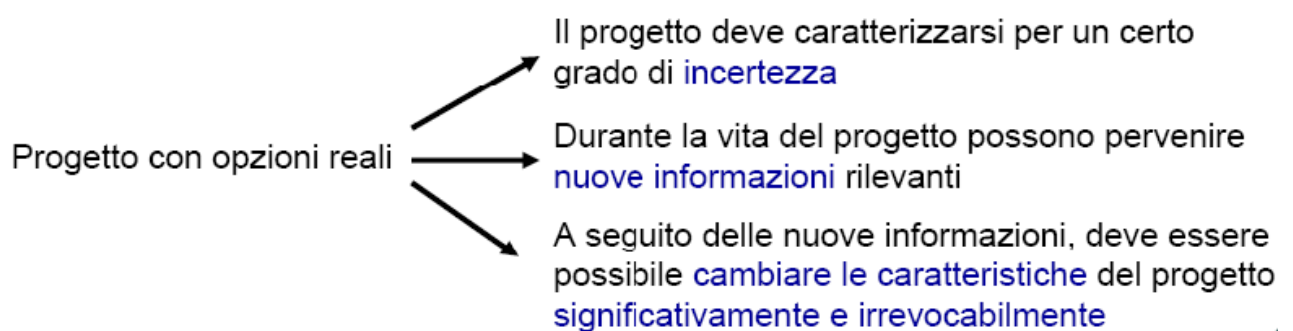 Il progetto deve caratterizzarsi per un certo
grado di incertezza
Progetto con opzioni reali
Durante la vita del progetto possono pervenire
nuove informazioni rilevanti
A seguito delle nuove informazioni, deve essere
possibile cambiare le caratteristiche del progetto
significativamente e irrevocabilmente